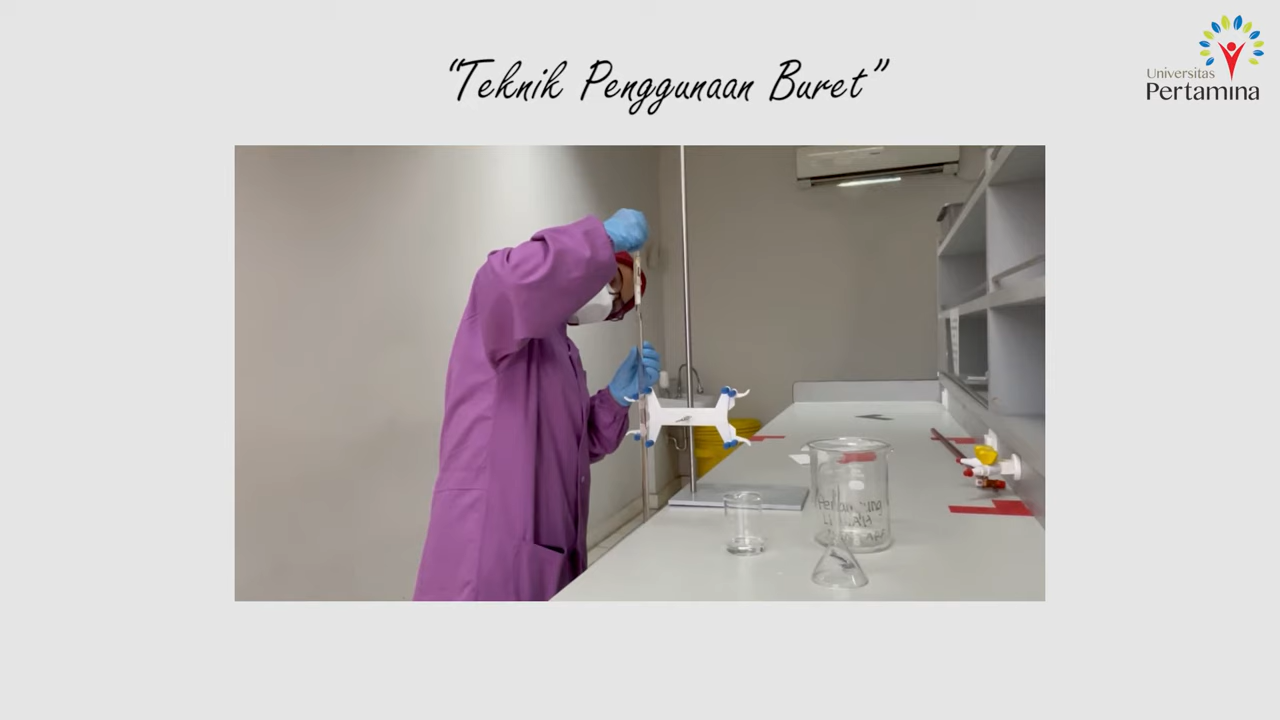 “Teknik Penggunaan Buret”
Universitas
Pertamina